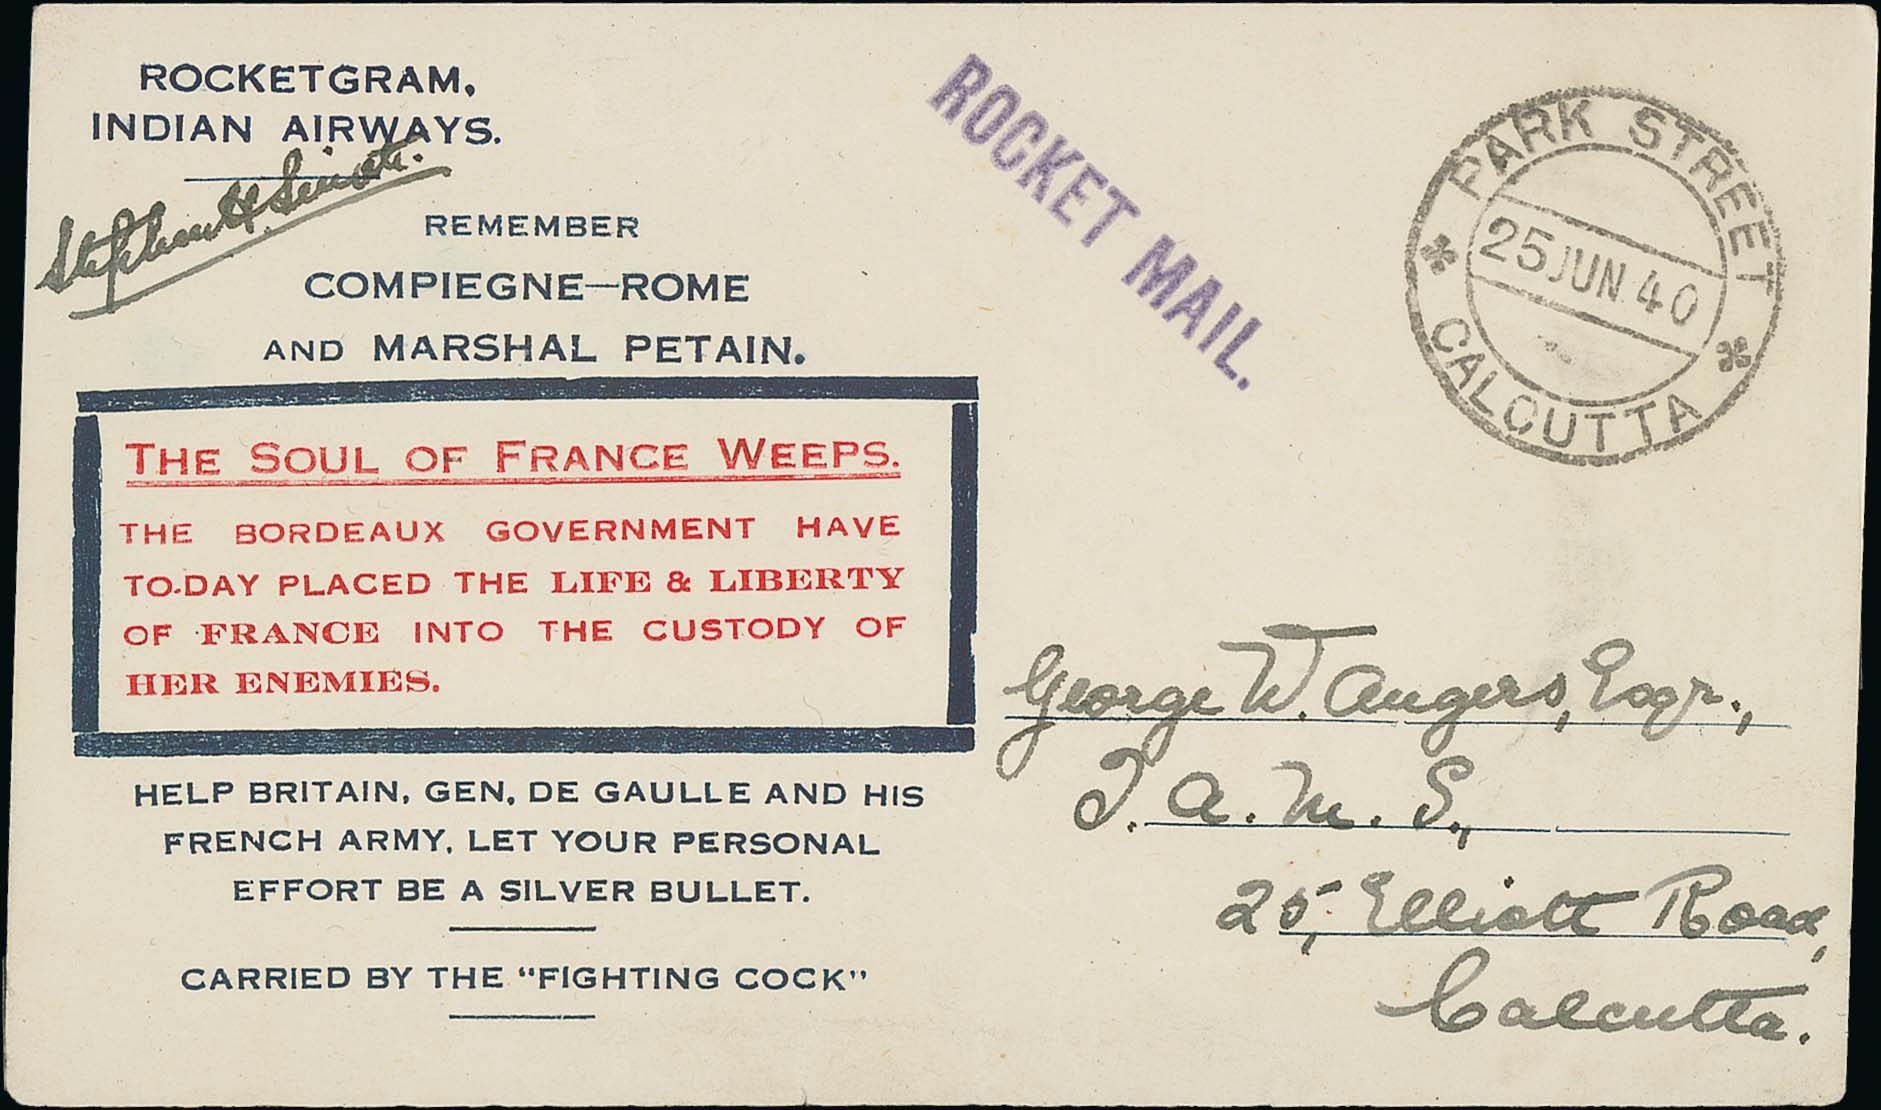 ROCKETGRAM,
INDIAN AIRWAYS.
Stephen H. Smith.
REMEMBER
COMPIEGNE—ROME
AND MARSHAL PETAIN.
THE SOUL OF FRANCE WEEPS.
THE BORDEAUX GOVERNMENT HAVE
TO-DAY PLACED THE LIFE & LIBERTY
OF FRANCE INTO THE CUSTODY OF
HER ENEMIES.
HELP BRITAIN, GEN, DE GAULLE AND HIS
FRENCH ARMY, LET YOUR PERSONAL
EFFORT BE A SILVER BULLET.
CARRIED BY THE "FIGHTING COCK"
ROCKET MAIL.
PARK STREET
25 JUN 40
CALCUTTA
George W. Angers, Esqr.,
I. A. M. S.,
25, Elliott Road,
Calcutta.